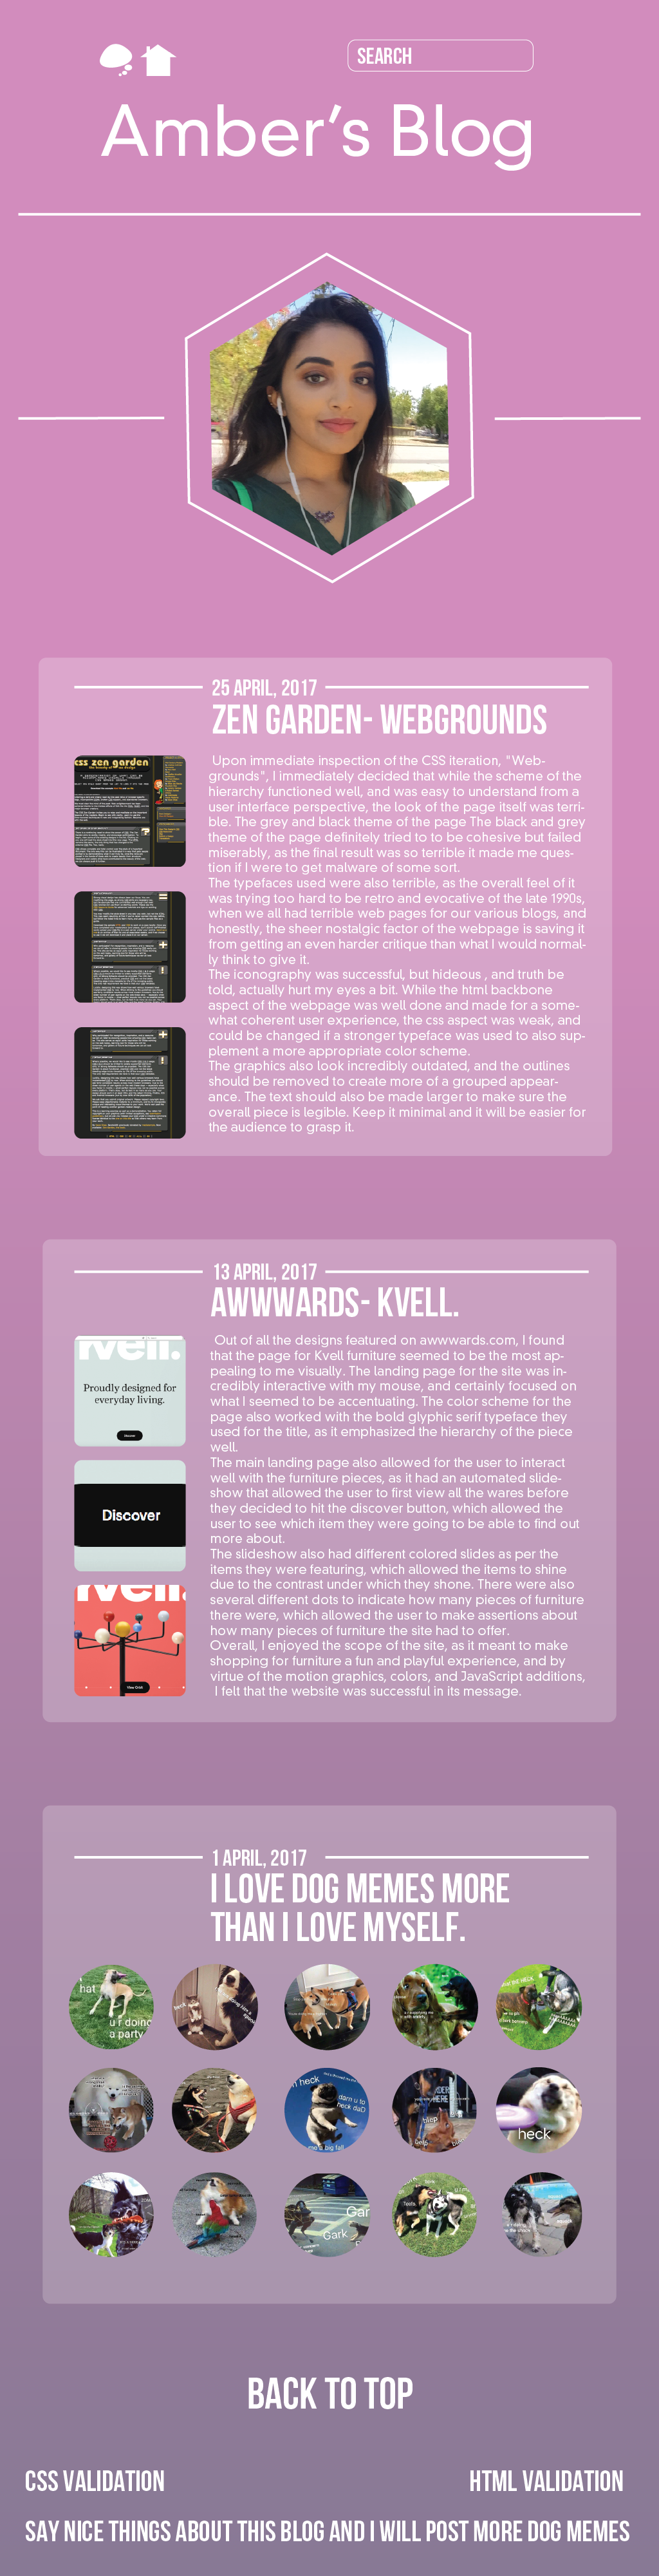 SEARCH
Amber's Blog
25 APRIL, 2017
ZEN GARDEN- WEBGROUNDS
Upon immediate inspection of the CSS iteration, "Web-
grounds", I immediately decided that while the scheme of the
hierarchy functioned well, and was easy to understand from a
user interface perspective, the look of the page itself was terri-
ble. The grey and black theme of the page The black and grey
theme of the page definitely tried to to be cohesive but failed
miserably, as the final result was so terrible it made me ques-
tion if I were to get malware of some sort.
The typefaces used were also terrible, as the overall feel of it
was trying too hard to be retro and evocative of the late 1990s,
when we all had terrible web pages for our various blogs, and
honestly, the sheer nostalgic factor of the webpage is saving it
from getting an even harder critique than what I would normal-
ly think to give it.
The iconography was successful, but hideous , and truth be
told, actually hurt my eyes a bit. While the html backbone
aspect of the webpage was well done and made for a some-
what coherent user experience, the css aspect was weak, and
could be changed if a stronger typeface was used to also sup-
plement a more appropriate color scheme.
The graphics also look incredibly outdated, and the outlines
should be removed to create more of a grouped appear-
ance. The text should also be made larger to make sure the
overall piece is legible. Keep it minimal and it will be easier for
the audience to grasp it.
css zen garden
13 APRIL, 2017
AWWWARDS- KVELL.
Out of all the designs featured on awwwards.com, I found
that the page for Kvell furniture seemed to be the most ap-
pealing to me visually. The landing page for the site was in-
credibly interactive with my mouse, and certainly focused on
what I seemed to be accentuating. The color scheme for the
page also worked with the bold glyphic serif typeface they
used for the title, as it emphasized the hierarchy of the piece
well.
The main landing page also allowed for the user to interact
well with the furniture pieces, as it had an automated slide-
show that allowed the user to first view all the wares before
they decided to hit the discover button, which allowed the
user to see which item they were going to be able to find out
more about.
The slideshow also had different colored slides as per the
items they were featuring, which allowed the items to shine
due to the contrast under which they shone. There were also
several different dots to indicate how many pieces of furniture
there were, which allowed the user to make assertions about
how many pieces of furniture the site had to offer.
Overall, I enjoyed the scope of the site, as it meant to make
shopping for furniture a fun and playful experience, and by
virtue of the motion graphics, colors, and JavaScript additions,
I felt that the website was successful in its message.
Proudly designed for
everyday living.
Discover
Discover
1 APRIL, 2017
I LOVE DOG MEMES MORE
THAN I LOVE MYSELF.
hat
u r doing
a party
heck
heck
darn u to
heck daD
blep
heck
Gar
Gark
BACK TO TOP
CSS VALIDATION
HTML VALIDATION
SAY NICE THINGS ABOUT THIS BLOG AND I WILL POST MORE DOG MEMES